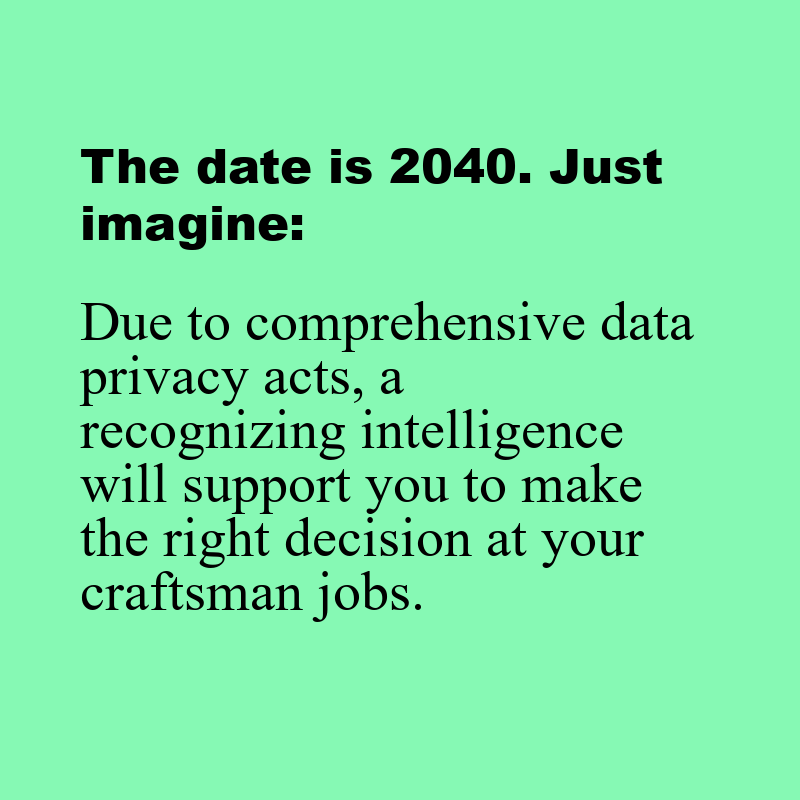 The date is 2040. Just
imagine:
Due to comprehensive data
privacy acts, a
recognizing intelligence
will support you to make
the right decision at your
craftsman jobs.